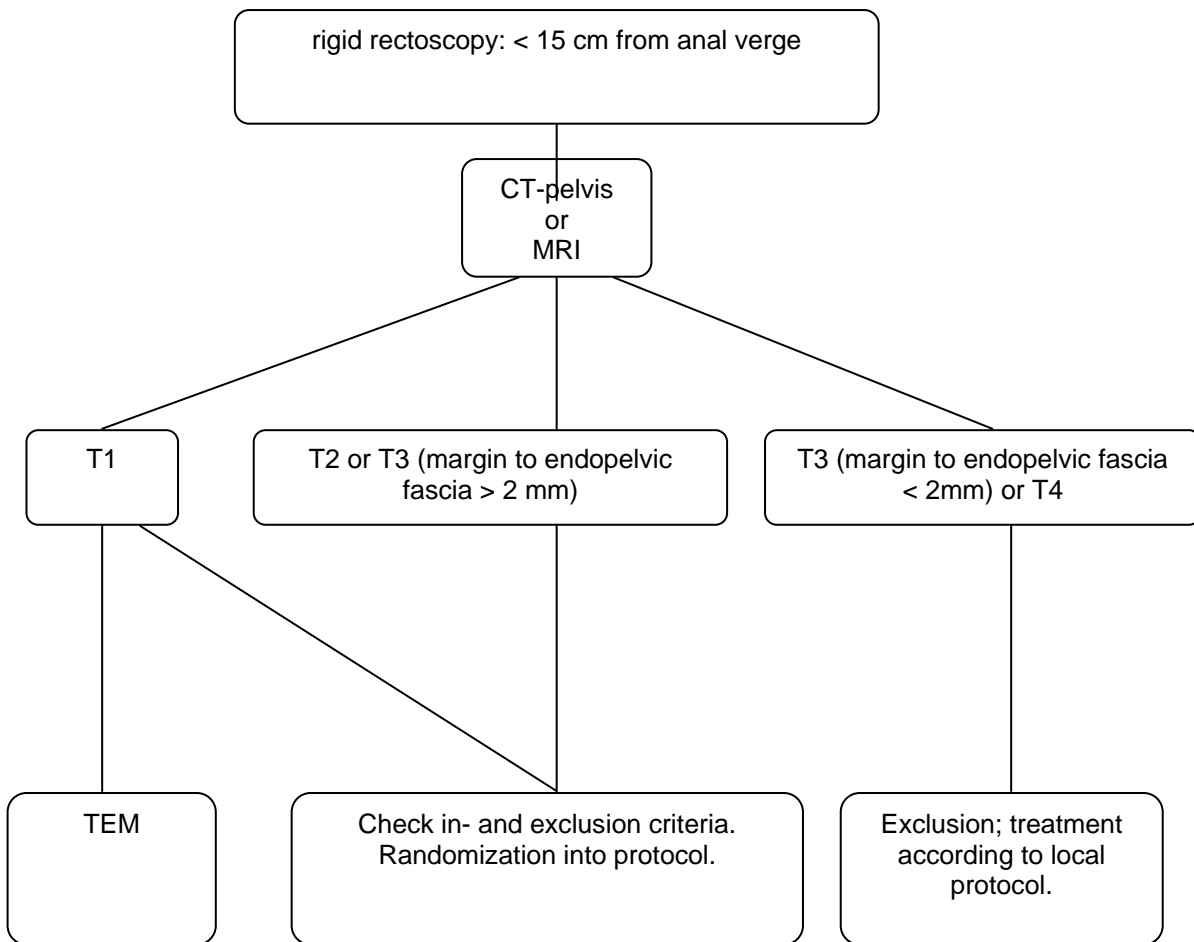 rigid rectoscopy: < 15 cm from anal verge
CT-pelvis
or
MRI
T1
T2 or T3 (margin to endopelvic
fascia > 2 mm)
T3 (margin to endopelvic fascia
< 2mm) or T4
TEM
Check in- and exclusion criteria.
Randomization into protocol.
Exclusion; treatment
according to local
protocol.